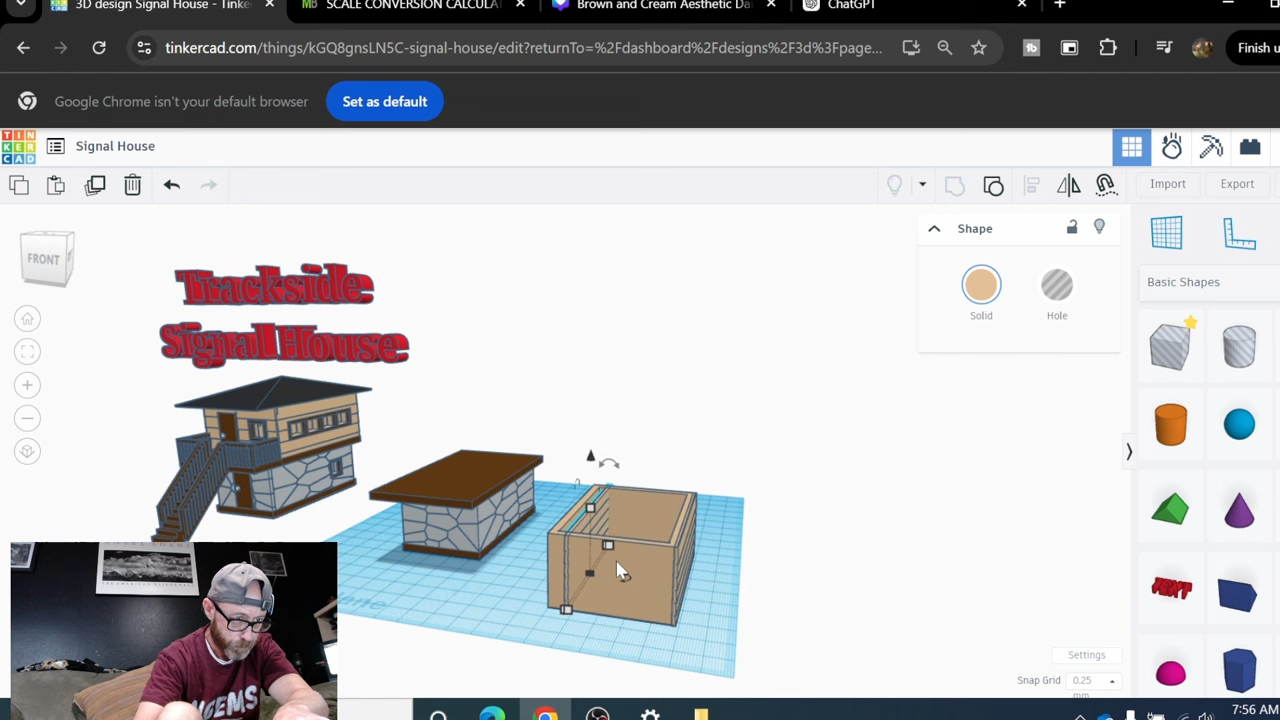 3D design Signal House - Tinke
SCALE CONVERSION CALCULA
Brown and Cream Aesthetic Da
ChatGPT
tinkercad.com/things/kGQ8gnsLN5C-signal-house/edit?returnTo=%2Fdashboard%2Fdesigns%2F3d%3Fpage...
Finish u
Google Chrome isn't your default browser
Set as default
TIN
KER
CAD
Signal House
Import
Export
FRONT
Shape
Solid
Hole
Basic Shapes
Trackside
Signal House
TEXT
Settings
Snap Grid
0.25
mm
7:56 AM